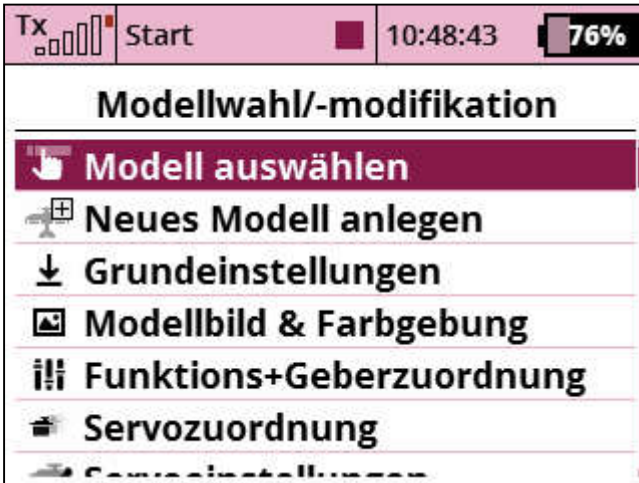 Tx Start 10:48:43 76%
Modellwahl/-modifikation
Modell auswählen
Neues Modell anlegen
Grundeinstellungen
Modellbild & Farbgebung
Funktions+Geberzuordnung
Servozuordnung
Servoeinstellungen